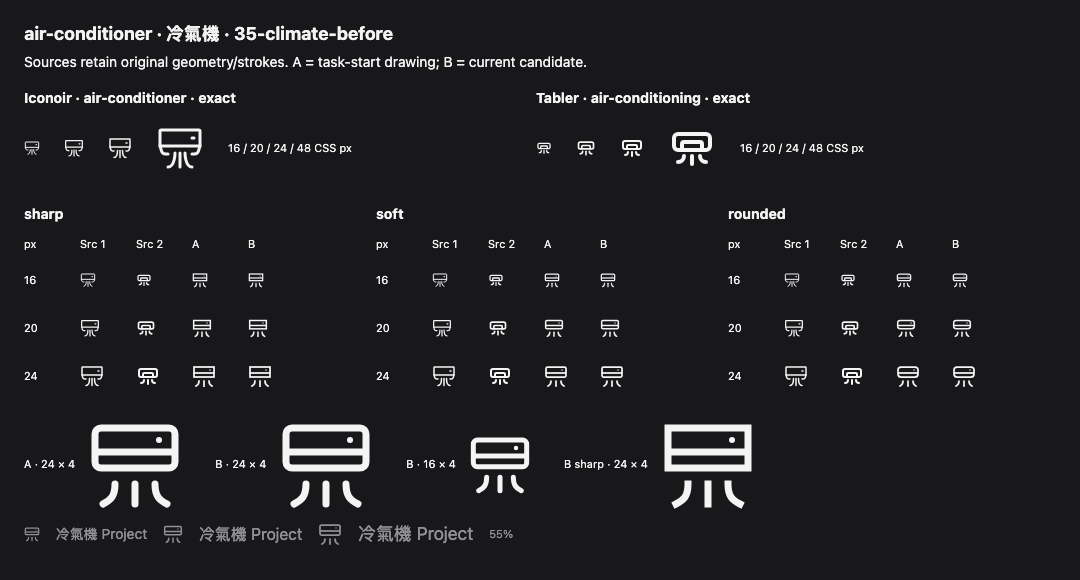 air-conditioner · 冷氣機 · 35-climate-before
Sources retain original geometry/strokes. A = task-start drawing; B = current candidate.
Iconoir · air-conditioner · exact
16 / 20 / 24 / 48 CSS px
Tabler · air-conditioning · exact
16 / 20 / 24 / 48 CSS px
sharp
px Src 1 Src 2 A B
16
20
24
soft
px Src 1 Src 2 A B
16
20
24
rounded
px Src 1 Src 2 A B
16
20
24
A · 24 × 4 B · 24 × 4 B · 16 × 4 B sharp · 24 × 4
冷氣機 Project 冷氣機 Project 冷氣機 Project 55%